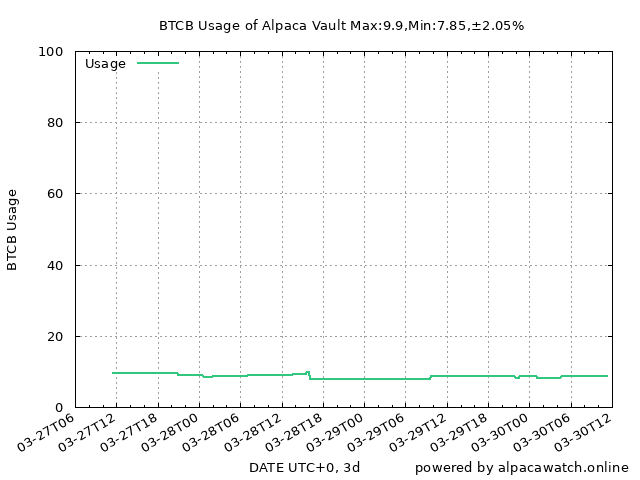 BTCB Usage of Alpaca Vault Max:9.9,Min:7.85,±2.05%
Usage
BTCB Usage
100
80
60
40
20
0
03-27T06
03-27T12
03-27T18
03-28T00
03-28T06
03-28T12
03-28T18
03-29T00
03-29T06
03-29T12
03-29T18
03-30T00
03-30T06
03-30T12
DATE UTC+0, 3d
powered by alpacawatch.online